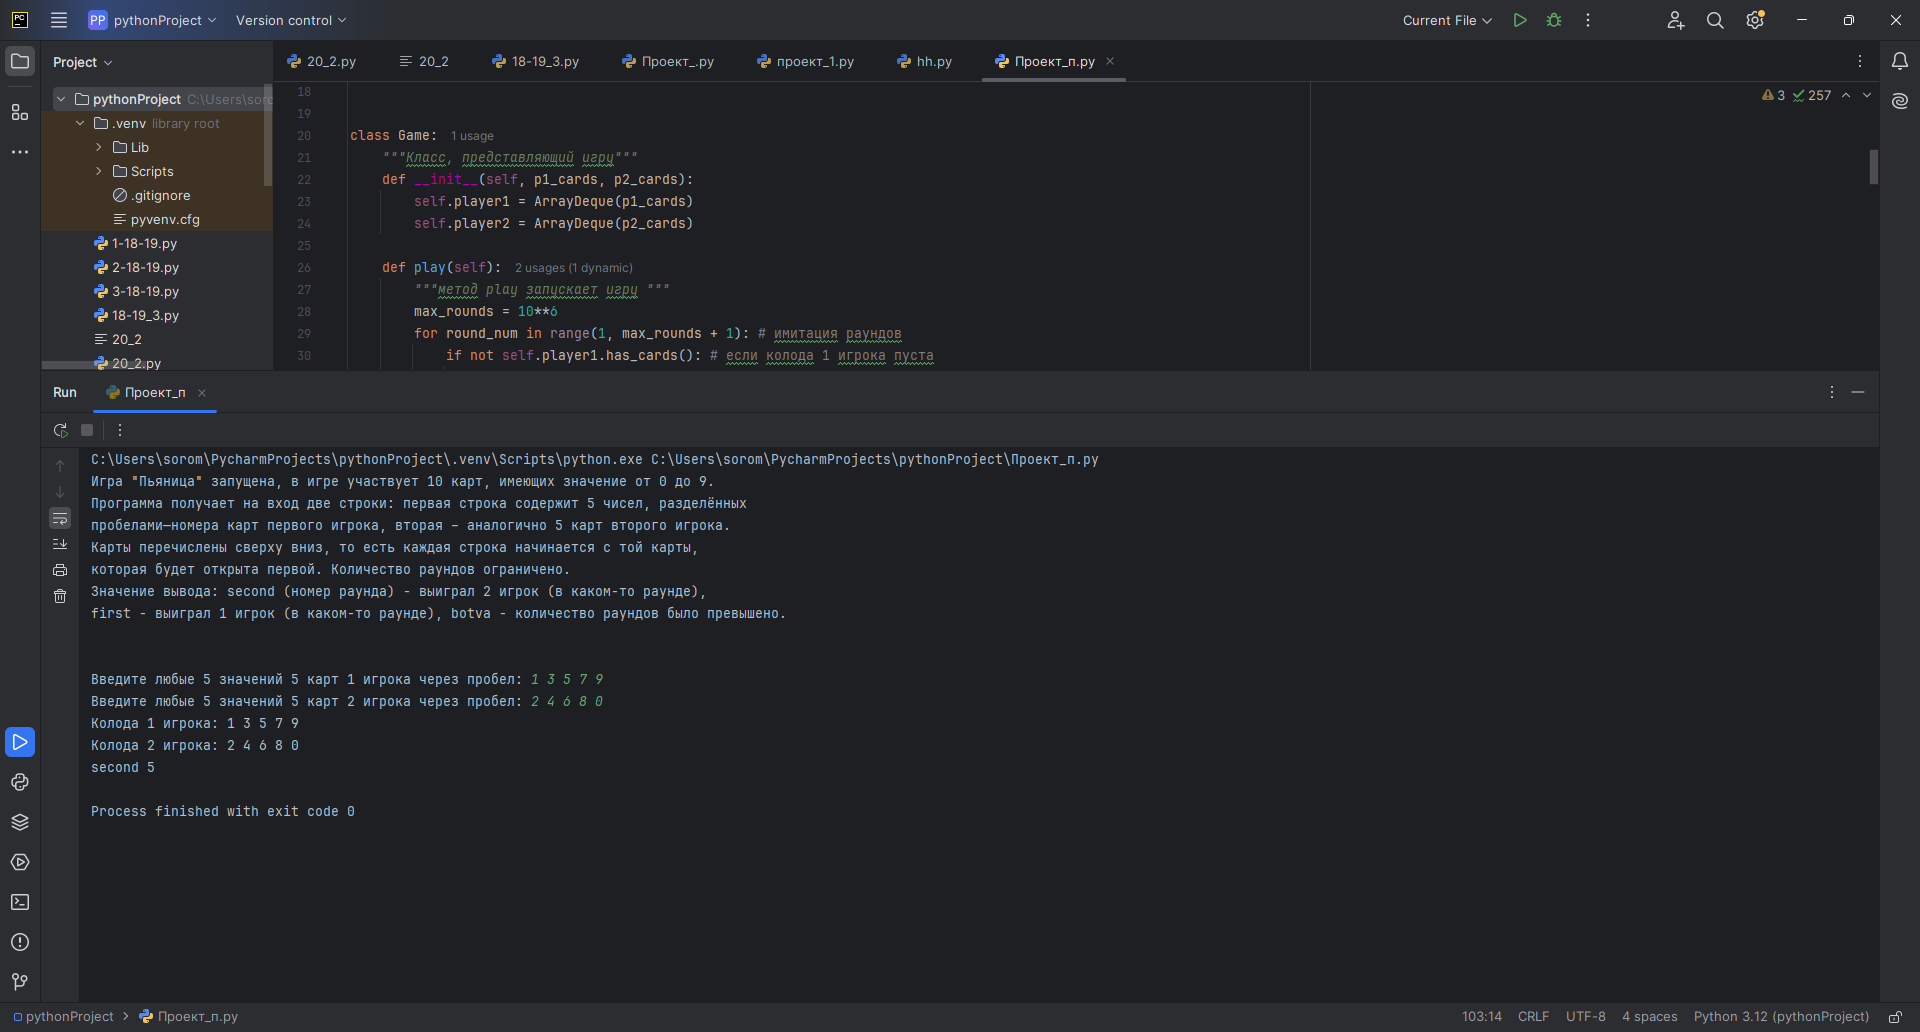 PC
PP pythonProject Version control Current File
Project
20_2.py 20_2 18-19_3.py Проект_.py проект_1.py hh.py Проект_п.py
pythonProject C:\Users\soro
.venv library root
Lib
Scripts
.gitignore
pyvenv.cfg
1-18-19.py
2-18-19.py
3-18-19.py
18-19_3.py
20_2
20_2.py
3 257
18
19
20 class Game: 1 usage
21 """Класс, представляющий игру"""
22 def __init__(self, p1_cards, p2_cards):
23 self.player1 = ArrayDeque(p1_cards)
24 self.player2 = ArrayDeque(p2_cards)
25
26 def play(self): 2 usages (1 dynamic)
27 """метод play запускает игру """
28 max_rounds = 10**6
29 for round_num in range(1, max_rounds + 1): # имитация раундов
30 if not self.player1.has_cards(): # если колода 1 игрока пуста
Run Проект_п
C:\Users\sorom\PycharmProjects\pythonProject\.venv\Scripts\python.exe C:\Users\sorom\PycharmProjects\pythonProject\Проект_п.py
Игра "Пьяница" запущена, в игре участвует 10 карт, имеющих значение от 0 до 9.
Программа получает на вход две строки: первая строка содержит 5 чисел, разделённых
пробелами—номера карт первого игрока, вторая – аналогично 5 карт второго игрока.
Карты перечислены сверху вниз, то есть каждая строка начинается с той карты,
которая будет открыта первой. Количество раундов ограничено.
Значение вывода: second (номер раунда) - выиграл 2 игрок (в каком-то раунде),
first - выиграл 1 игрок (в каком-то раунде), botva - количество раундов было превышено.
Введите любые 5 значений 5 карт 1 игрока через пробел: 1 3 5 7 9
Введите любые 5 значений 5 карт 2 игрока через пробел: 2 4 6 8 0
Колода 1 игрока: 1 3 5 7 9
Колода 2 игрока: 2 4 6 8 0
second 5
Process finished with exit code 0
pythonProject Проект_п.py 103:14 CRLF UTF-8 4 spaces Python 3.12 (pythonProject)